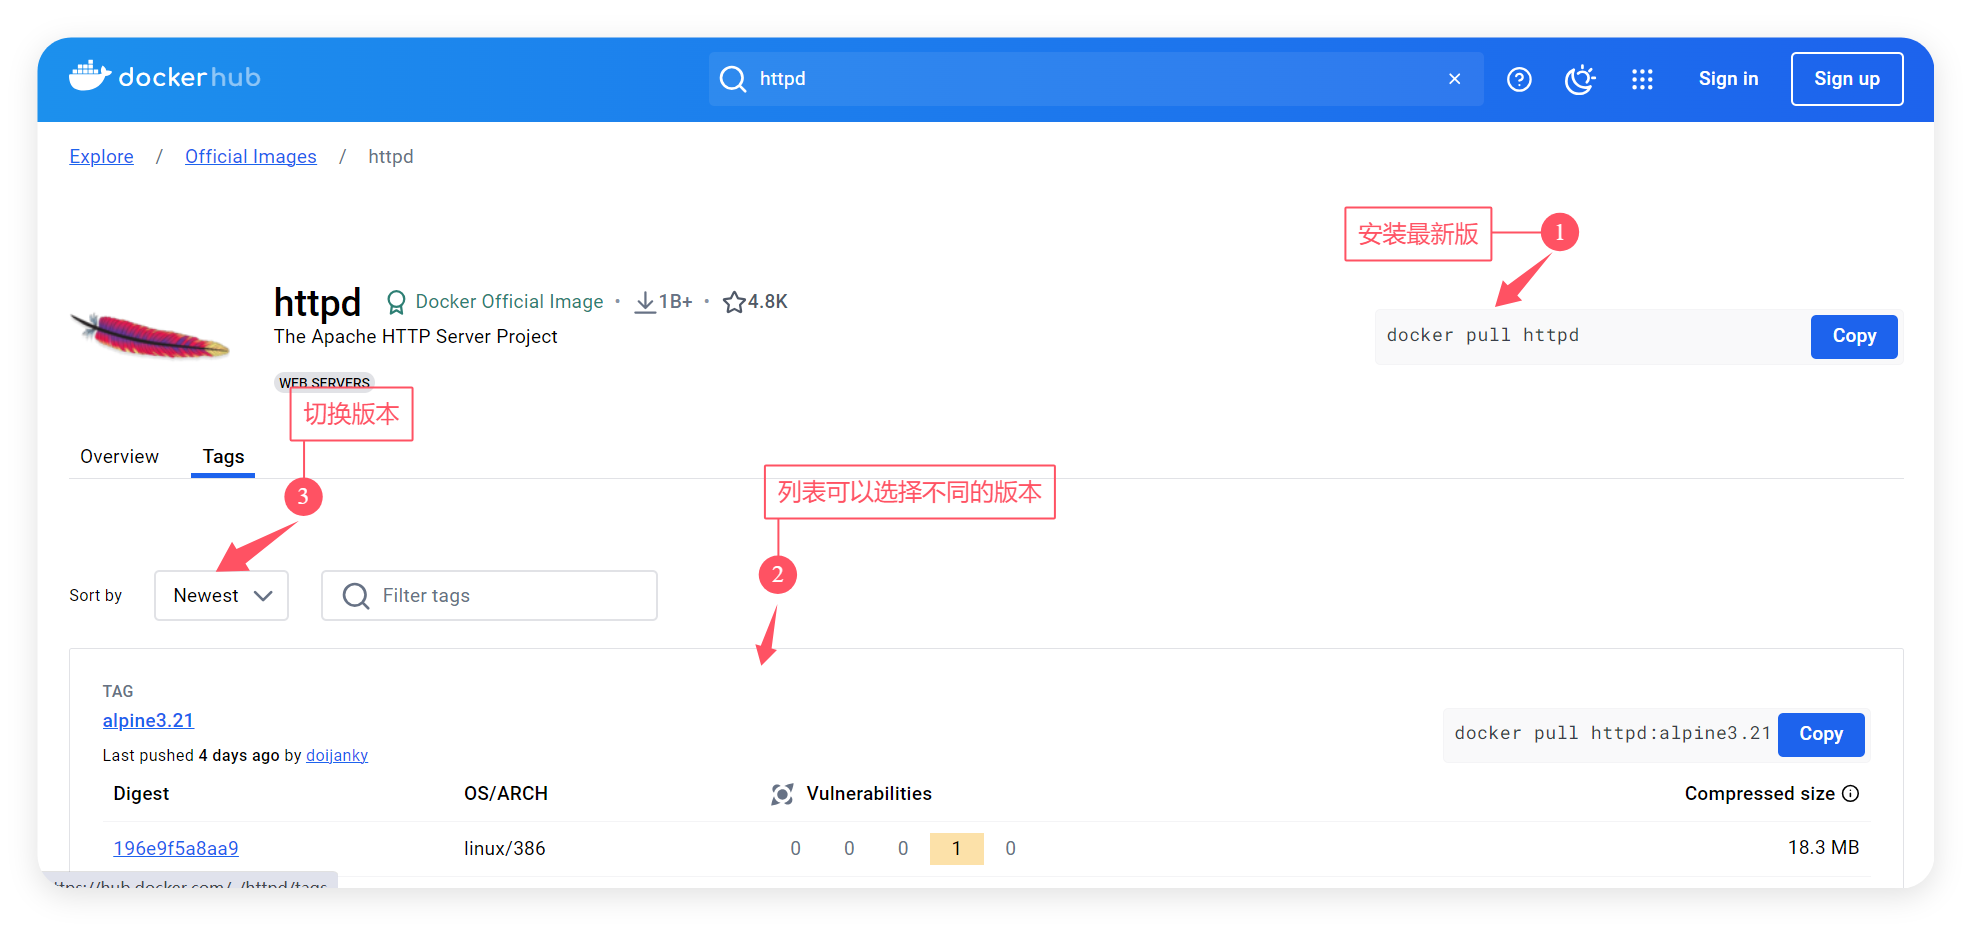 dockerhub
httpd
Sign in
Sign up
Explore / Official Images / httpd
安装最新版
1
httpd
Docker Official Image • 1B+ • 4.8K
The Apache HTTP Server Project
docker pull httpd
Copy
WEB SERVERS
切换版本
Overview
Tags
3
列表可以选择不同的版本
2
Sort by
Newest
Filter tags
TAG
alpine3.21
Last pushed 4 days ago by doijanky
docker pull httpd:alpine3.21
Copy
Digest
OS/ARCH
Vulnerabilities
Compressed size
196e9f5a8aa9
linux/386
0 0 0 1 0
18.3 MB
ttps://hub.docker.com/_/httpd/tags